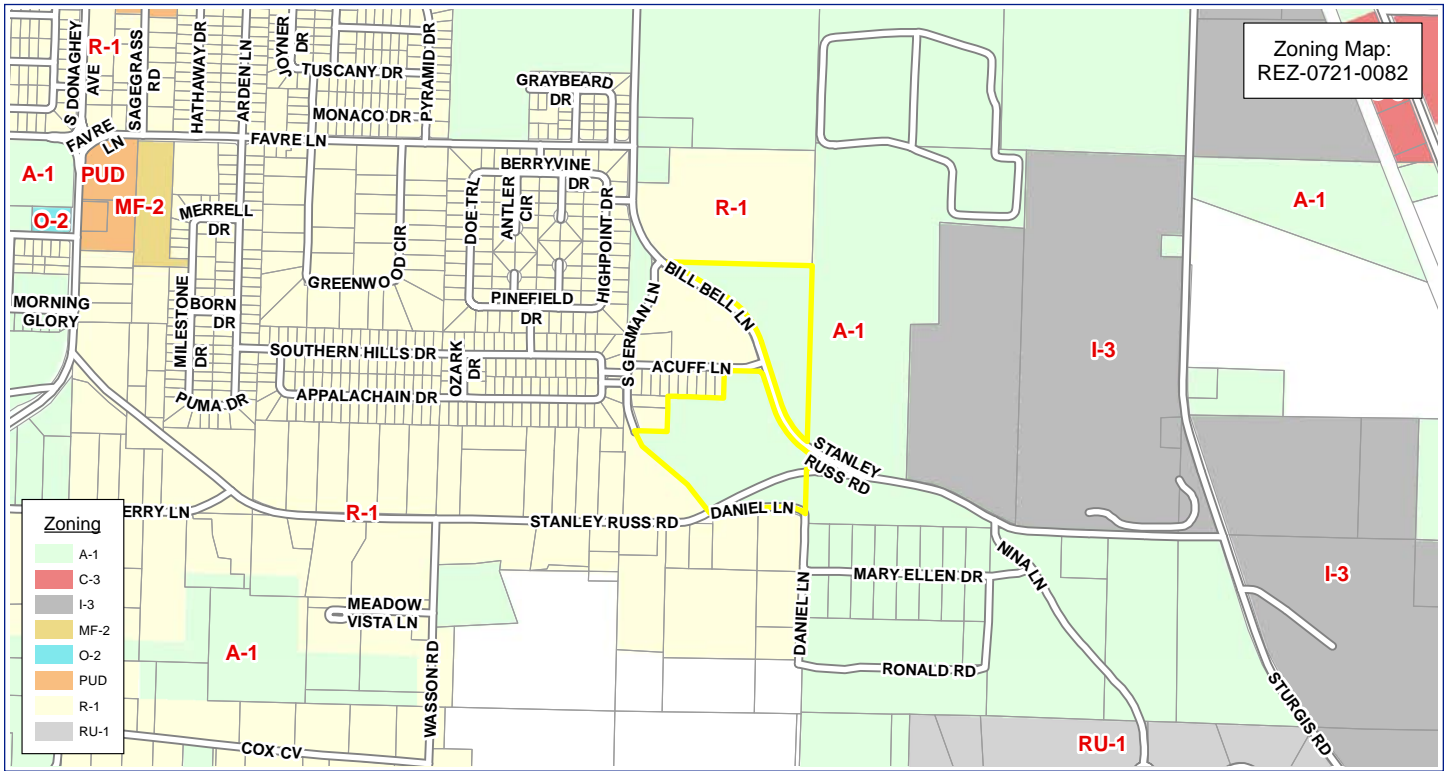 Zoning Map:
REZ-0721-0082
S DONAGHEY
AVE
R-1
SAGEGRASS
RD
HATHAWAY DR
ARDEN LN
JOYNER
DR
TUSCANY DR
PYRAMID DR
MONACO DR
GRAYBEARD
DR
FAVRE
LN
FAVRE LN
A-1
PUD
MF-2
O-2
MERRELL
DR
BERRYVINE
DR
DOE TRL
ANTLER
CIR
HIGHPOINT DR
R-1
A-1
GREENWO
OD CIR
PINEFIELD
DR
BILL BELL LN
S GERMAN LN
MORNING
GLORY
MILESTONE
DR
BORN
DR
A-1
I-3
SOUTHERN HILLS DR
OZARK
DR
ACUFF LN
PUMA DR
APPALACHAIN DR
STANLEY
RUSS RD
ERRY LN
R-1
STANLEY RUSS RD
DANIEL LN
NINA LN
MARY ELLEN DR
I-3
MEADOW
VISTA LN
DANIEL LN
A-1
WASSON RD
RONALD RD
STURGIS RD
RU-1
COX CV
Zoning
A-1
C-3
I-3
MF-2
O-2
PUD
R-1
RU-1